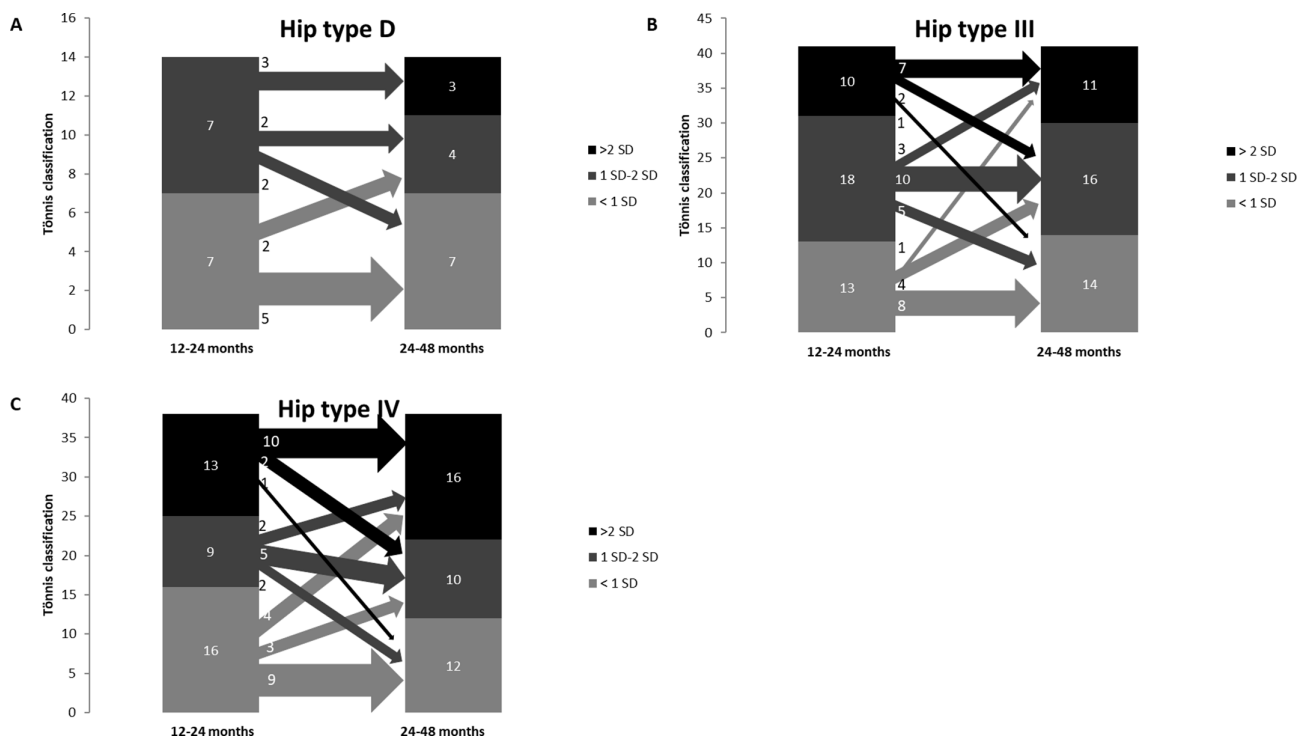 A
Hip type D
Tönnis classification
16
14
12
10
8
6
4
2
0
7
7
3
2
2
2
5
3
4
7
12-24 months
24-48 months
>2 SD
1 SD-2 SD
< 1 SD
B
Hip type III
Tönnis classification
45
40
35
30
25
20
15
10
5
0
10
18
13
7
2
1
3
10
5
1
4
8
11
16
14
12-24 months
24-48 months
> 2 SD
1 SD-2 SD
< 1 SD
C
Hip type IV
Tönnis classification
40
35
30
25
20
15
10
5
0
13
9
16
10
2
1
2
5
2
4
3
9
16
10
12
12-24 months
24-48 months
>2 SD
1 SD-2 SD
< 1 SD